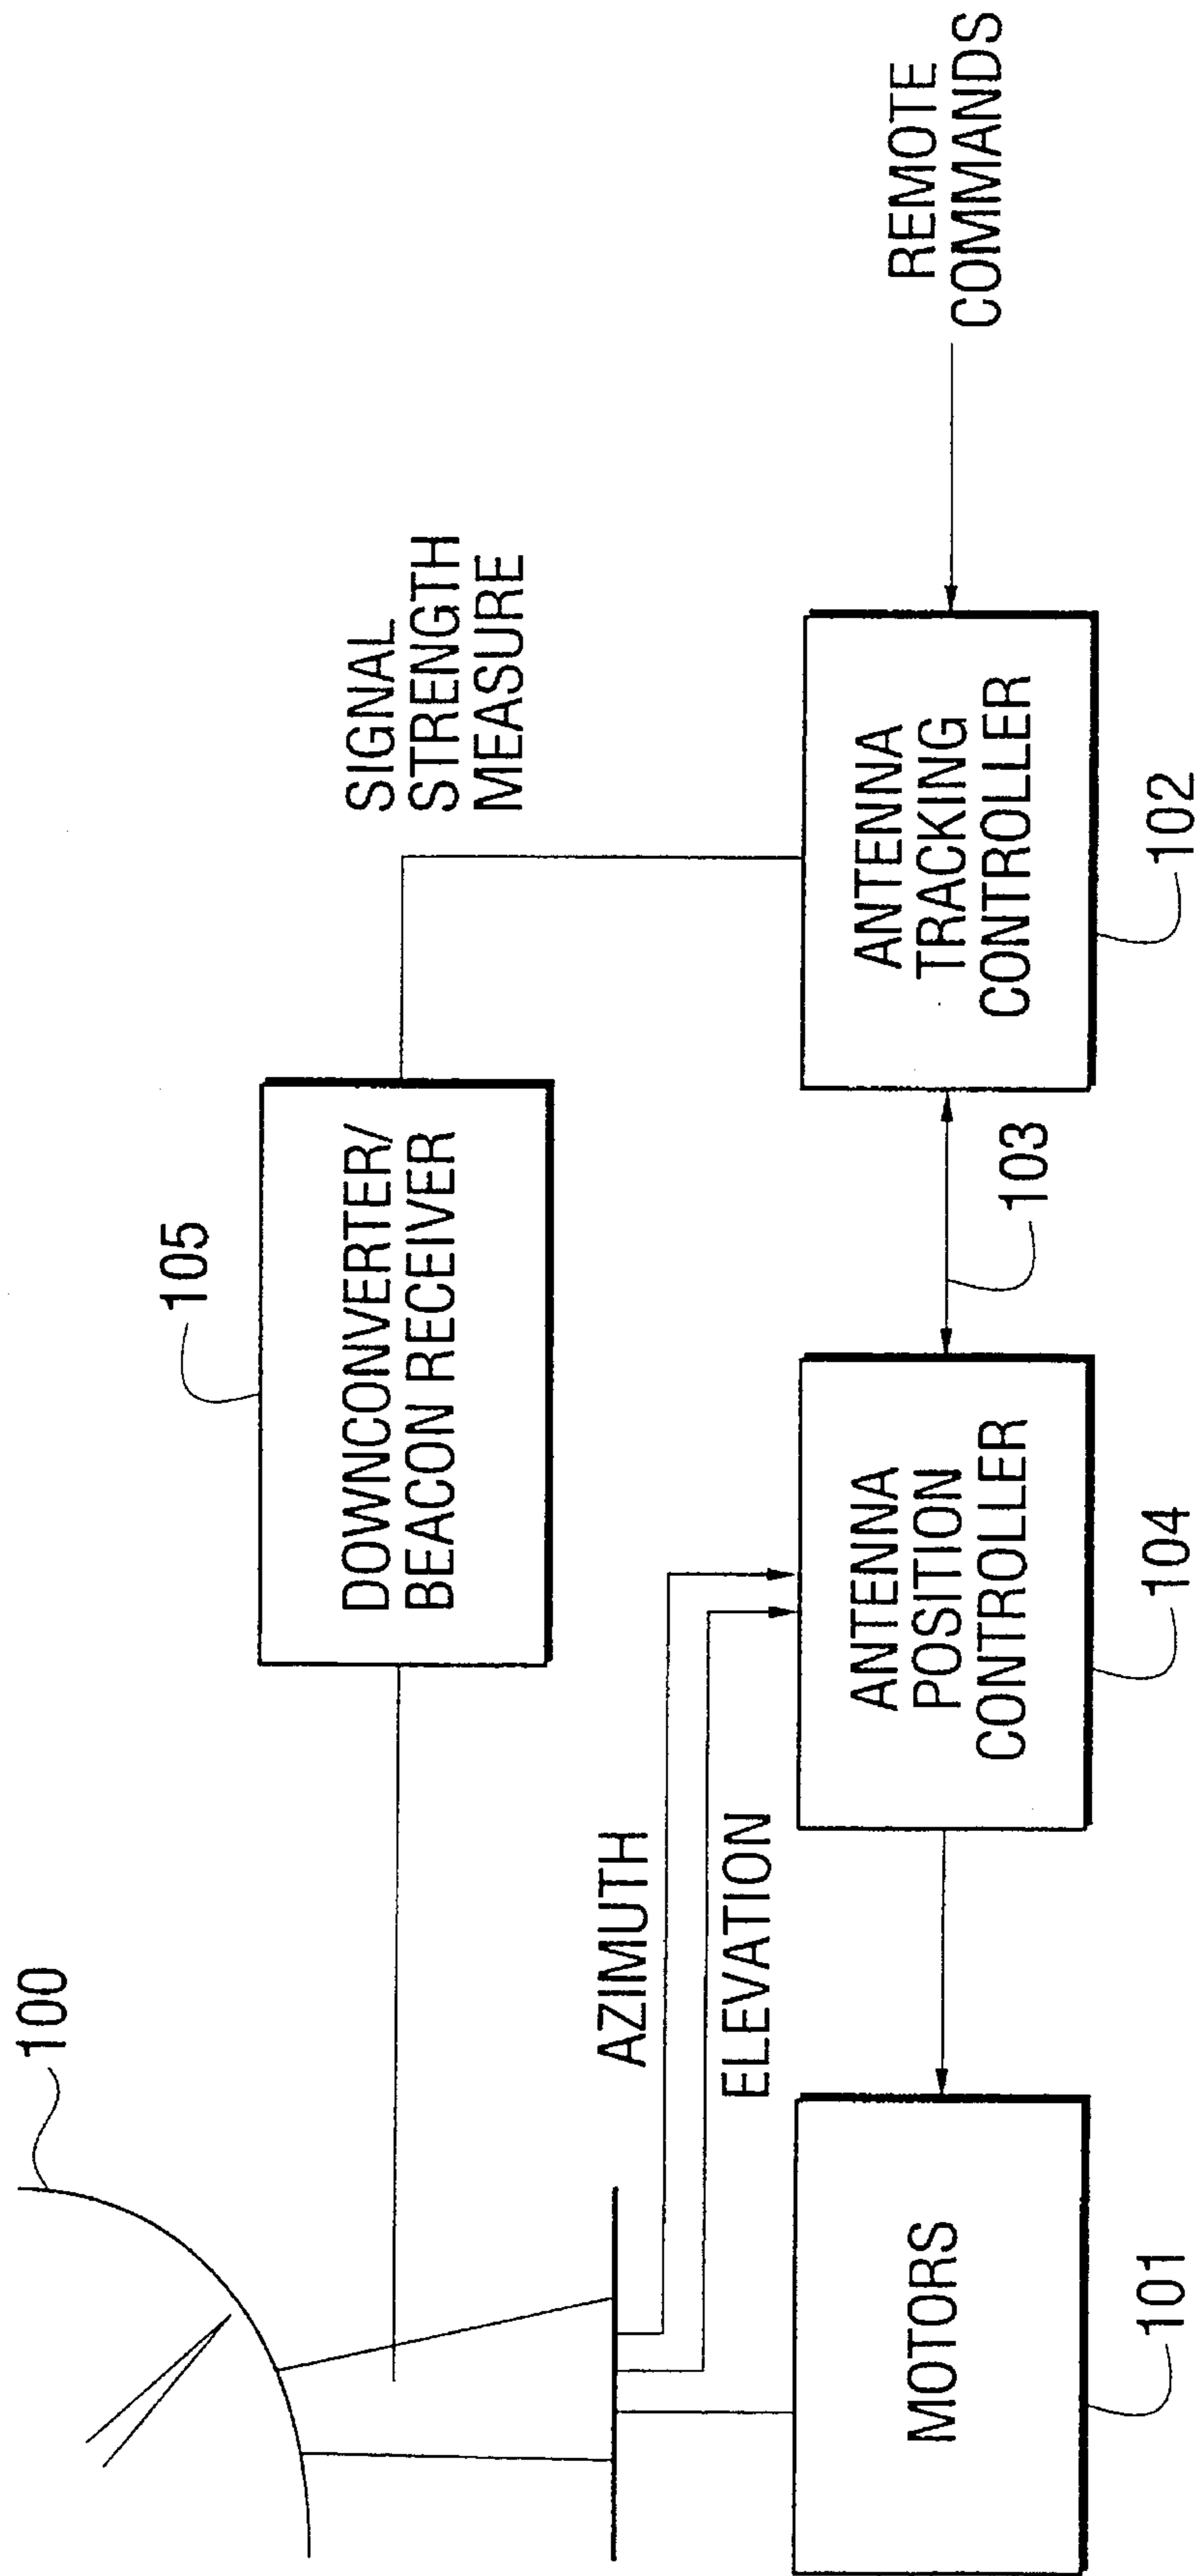 100
105
DOWNCONVERTER/
BEACON RECEIVER
SIGNAL
STRENGTH
MEASURE
AZIMUTH
ELEVATION
MOTORS
101
ANTENNA
POSITION
CONTROLLER
104
103
ANTENNA
TRACKING
CONTROLLER
102
REMOTE
COMMANDS